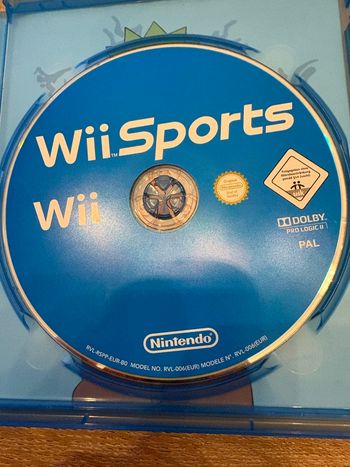 Wii Sports
Wii
DOLBY
PRO LOGIC II
PAL
Nintendo
RVL-RSPP-EUR-B0 MODEL NO. RVL-006(EUR) MODELE N° RVL-006(EUR)